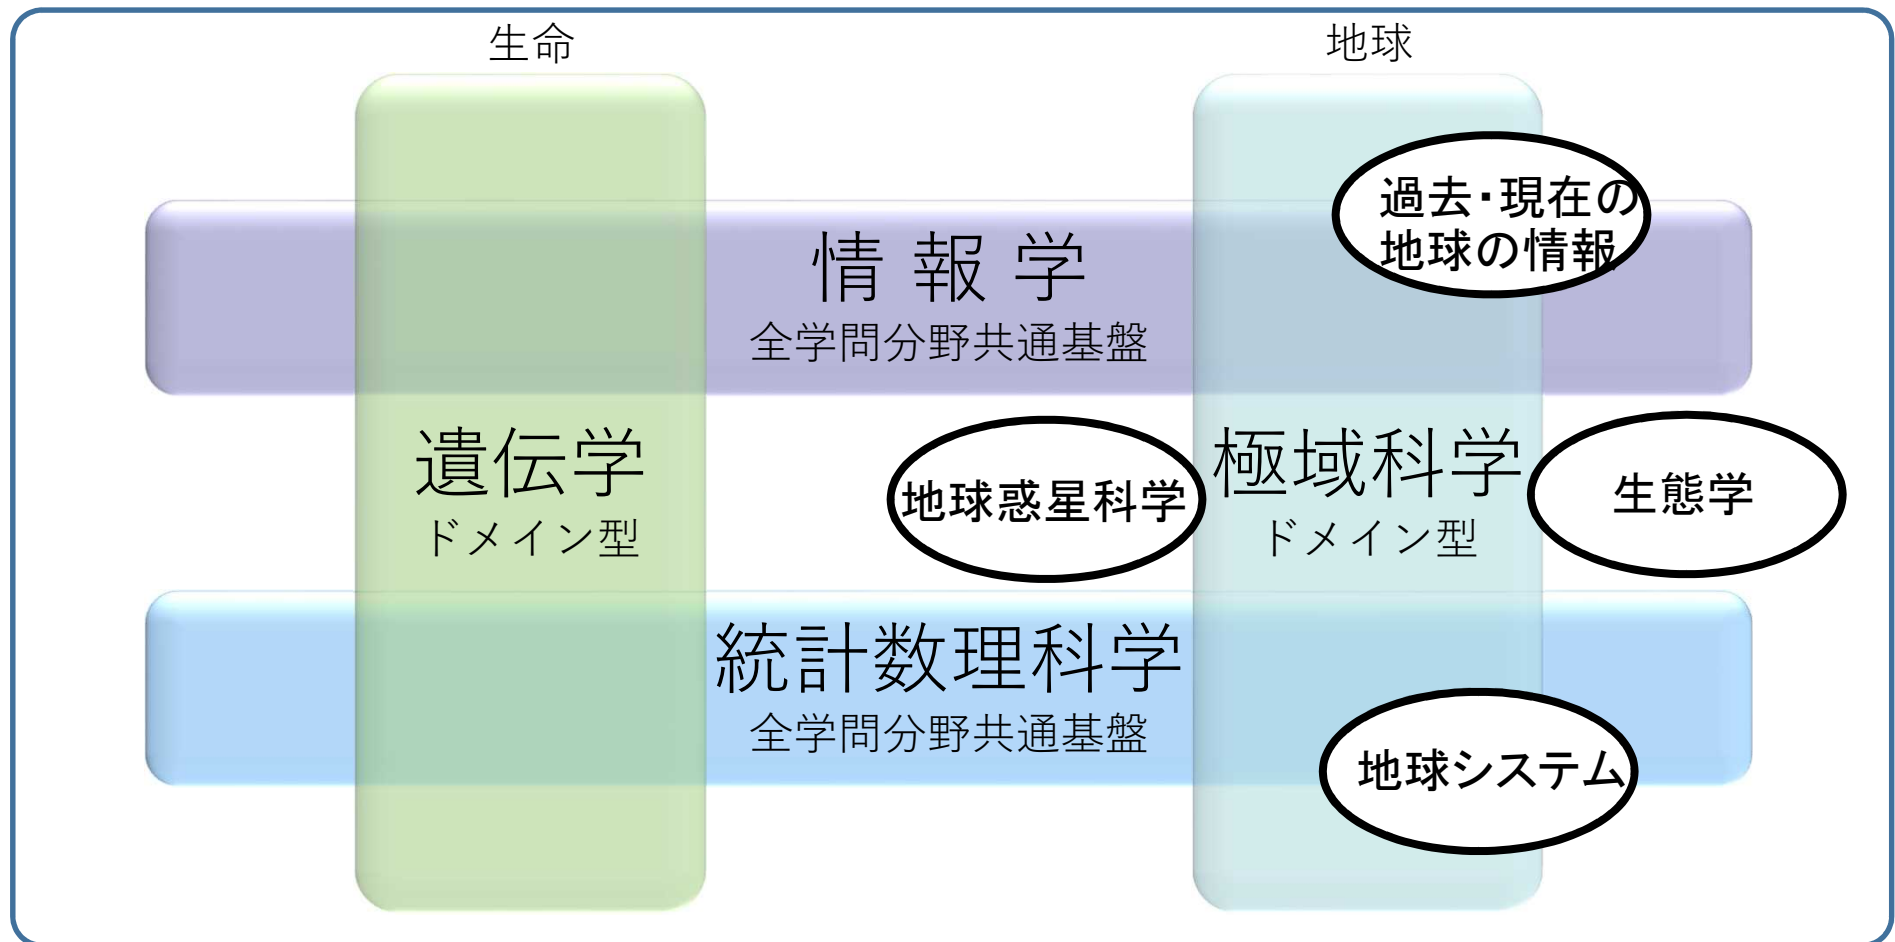 生命
地球
過去・現在の
地球の情報
情報学
全学問分野共通基盤
遺伝学
ドメイン型
地球惑星科学
極域科学
ドメイン型
生態学
統計数理科学
全学問分野共通基盤
地球システム